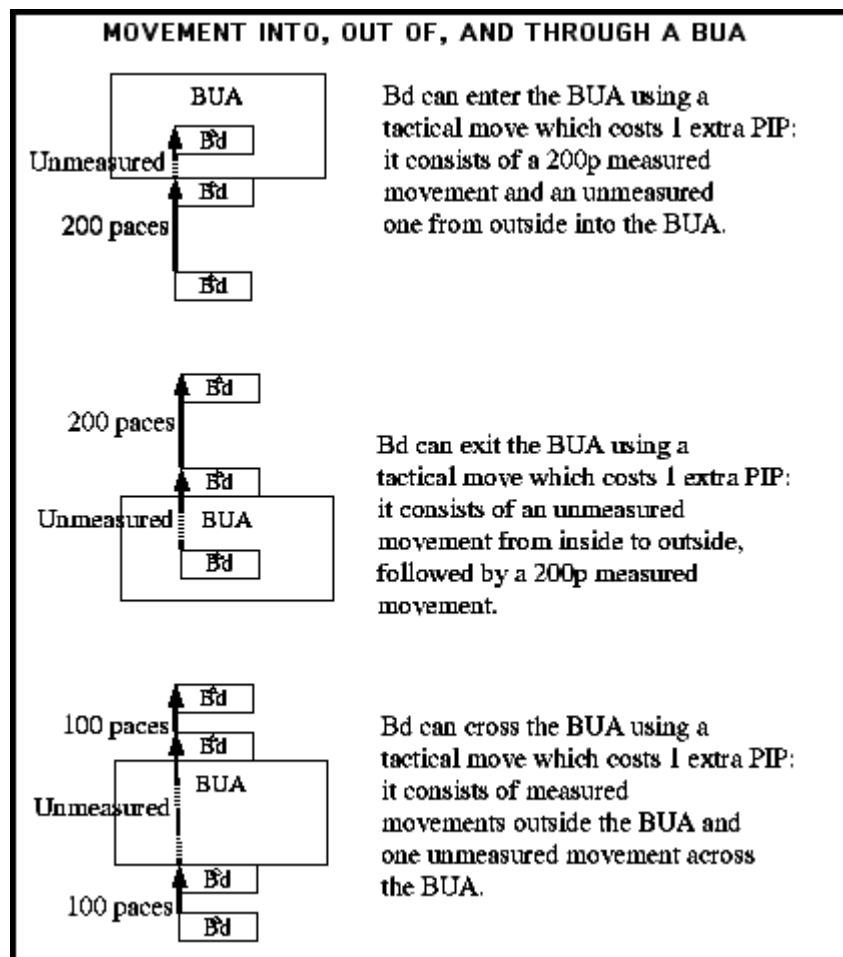 MOVEMENT INTO, OUT OF, AND THROUGH A BUA
BUA
Bd
Unmeasured
Bd
200 paces
Bd
Bd can enter the BUA using a
tactical move which costs 1 extra PIP:
it consists of a 200p measured
movement and an unmeasured
one from outside into the BUA.
Bd
200 paces
Bd
Unmeasured
BUA
Bd
Bd can exit the BUA using a
tactical move which costs 1 extra PIP:
it consists of an unmeasured
movement from inside to outside,
followed by a 200p measured
movement.
Bd
100 paces
Bd
BUA
Unmeasured
Bd
100 paces
Bd
Bd can cross the BUA using a
tactical move which costs 1 extra PIP:
it consists of measured
movements outside the BUA and
one unmeasured movement across
the BUA.